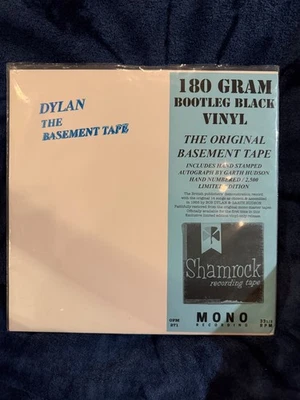 DYLAN
THE
BASEMENT TAPE
180 GRAM
BOOTLEG BLACK
VINYL
THE ORIGINAL
BASEMENT TAPE
INCLUDES HAND STAMPED
AUTOGRAPH BY GARTH HUDSON
HAND NUMBERED / 2,500
LIMITED EDITION
Shamrock
recording tape
MONO
RECORDING
RPM